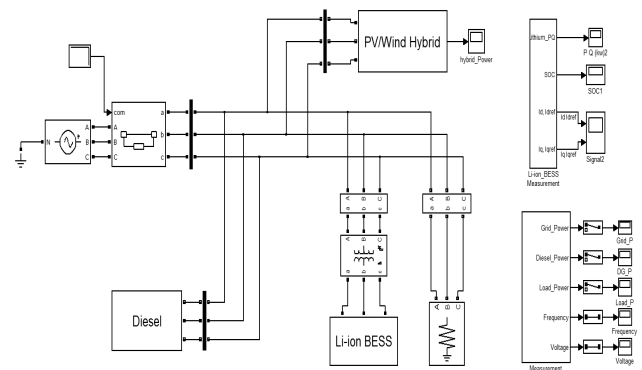 PV/Wind Hybrid
hybrid_Power
com
a
A
A
N
B
B
b
C
C
c
Lithium_PQ
P Q (kw)2
SOC
SOC1
Id, Idref
Id Idref
Iq, Iqref
Iq Iqref
Signal2
Li-ion_BESS
Measurement
A B C
a b c
A B C
a b c
A B C
a b c
A B C
Diesel
Li-ion BESS
Grid_Power
Grid_P
Diesel_Power
DG_P
Load_Power
Load_P
Frequency
Frequency
Voltage
Voltage
Measurement